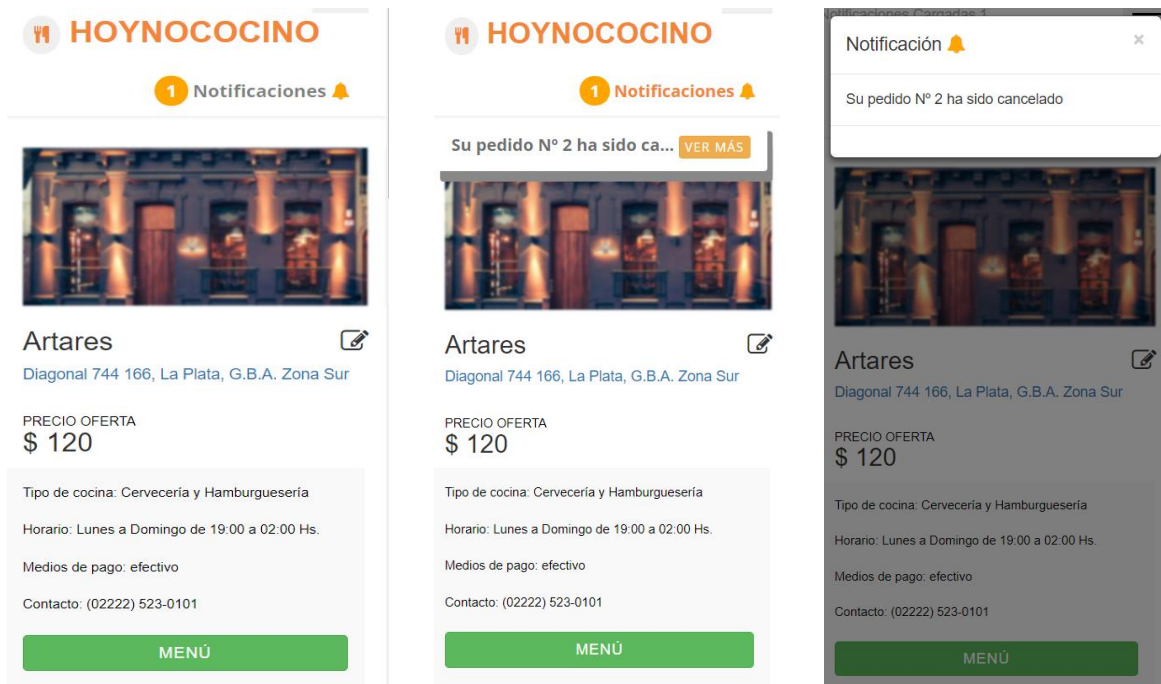 HOYNOCOCINO
1 Notificaciones
Artares
Diagonal 744 166, La Plata, G.B.A. Zona Sur
PRECIO OFERTA
$ 120
Tipo de cocina: Cervecería y Hamburguesería
Horario: Lunes a Domingo de 19:00 a 02:00 Hs.
Medios de pago: efectivo
Contacto: (02222) 523-0101
MENÚ
HOYNOCOCINO
1 Notificaciones
Su pedido Nº 2 ha sido ca... VER MÁS
Artares
Diagonal 744 166, La Plata, G.B.A. Zona Sur
PRECIO OFERTA
$ 120
Tipo de cocina: Cervecería y Hamburguesería
Horario: Lunes a Domingo de 19:00 a 02:00 Hs.
Medios de pago: efectivo
Contacto: (02222) 523-0101
MENÚ
Notificaciones Cargadas 1
Notificación ×
Su pedido Nº 2 ha sido cancelado
Artares
Diagonal 744 166, La Plata, G.B.A. Zona Sur
PRECIO OFERTA
$ 120
Tipo de cocina: Cervecería y Hamburguesería
Horario: Lunes a Domingo de 19:00 a 02:00 Hs.
Medios de pago: efectivo
Contacto: (02222) 523-0101
MENÚ